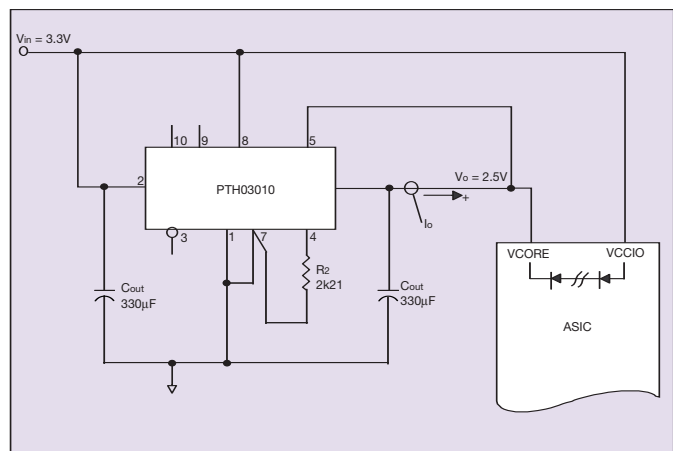 Vin = 3.3V
10
9
8
5
2
PTH03010
Vo = 2.5V
Io
3
1
7
4
R2
2k21
Cout
330µF
Cout
330µF
VCORE
VCCIO
ASIC
+